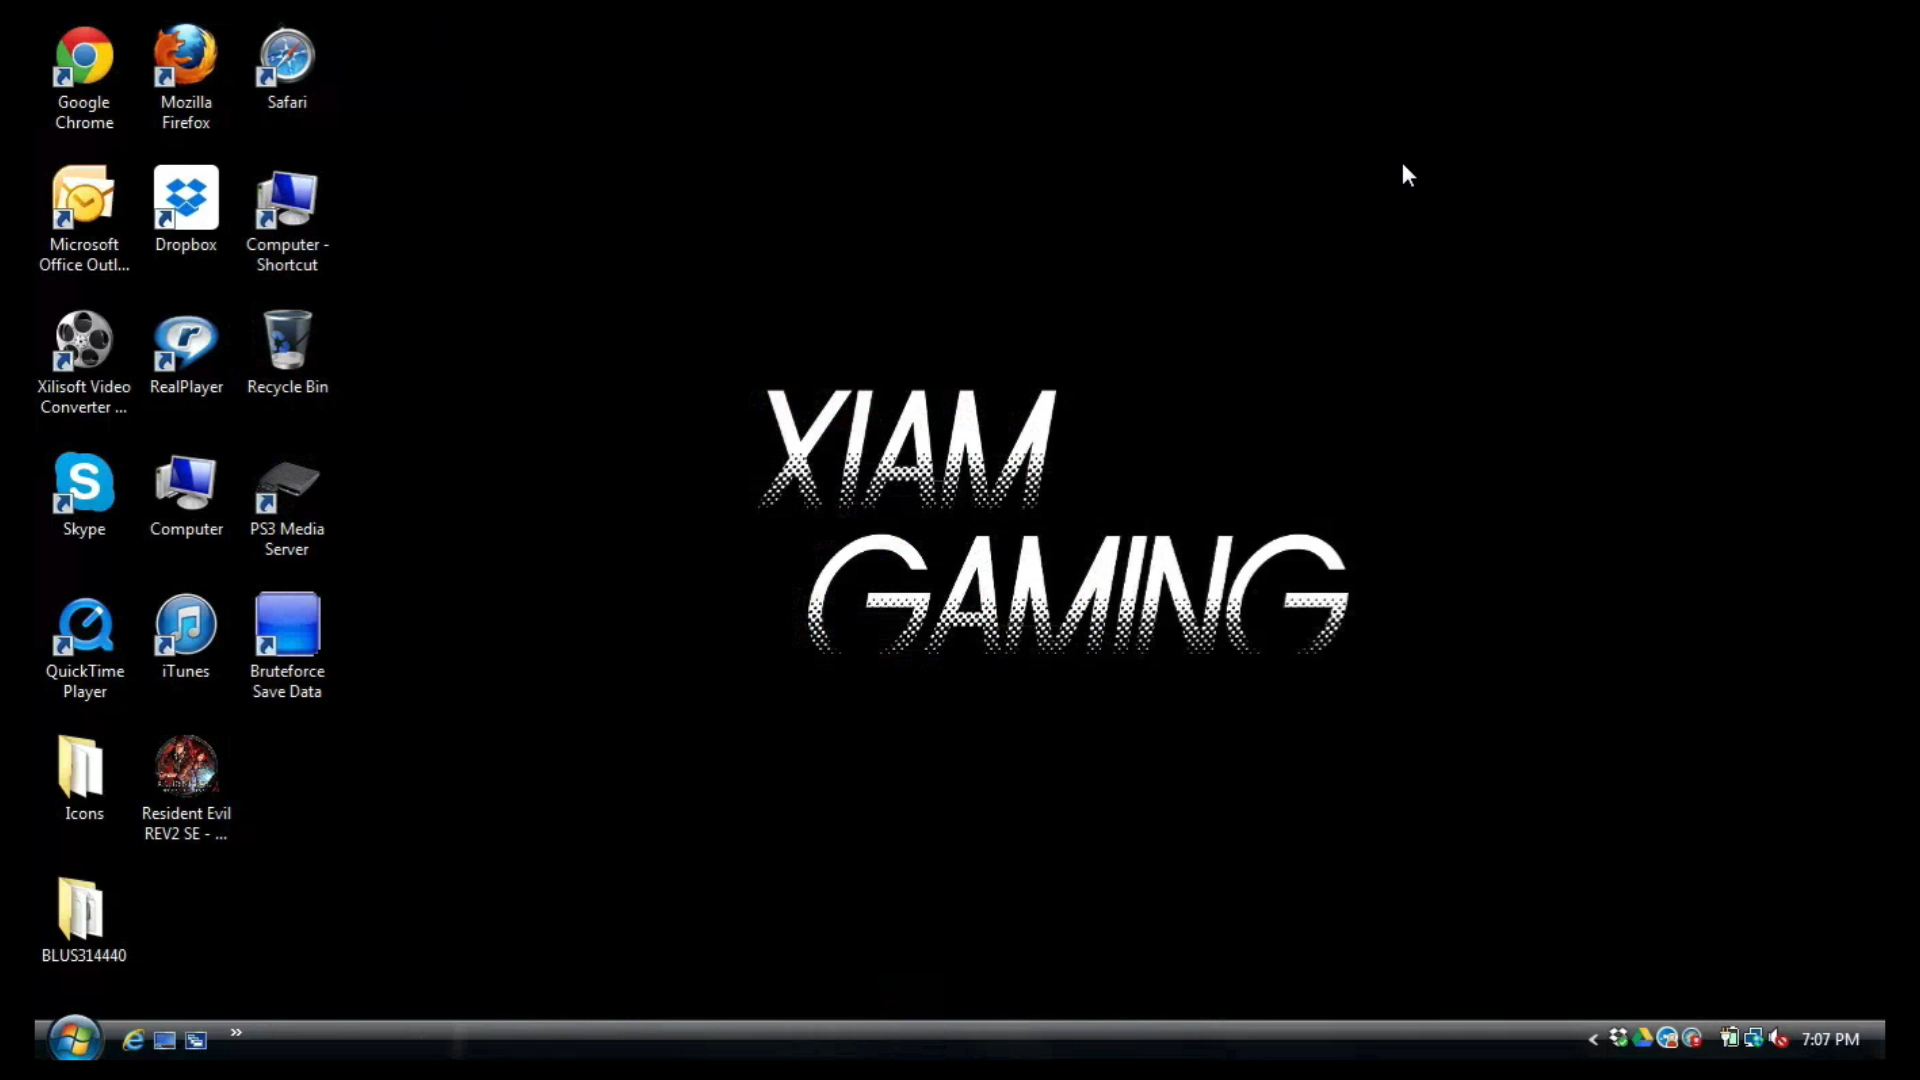 Google
Chrome
Mozilla
Firefox
Safari
Microsoft
Office Outl...
Dropbox
Computer -
Shortcut
Xilisoft Video
Converter ...
RealPlayer
Recycle Bin
Skype
Computer
PS3 Media
Server
QuickTime
Player
iTunes
Bruteforce
Save Data
Icons
Resident Evil
REV2 SE - ...
BLUS314440
XIAM
GAMING
7:07 PM